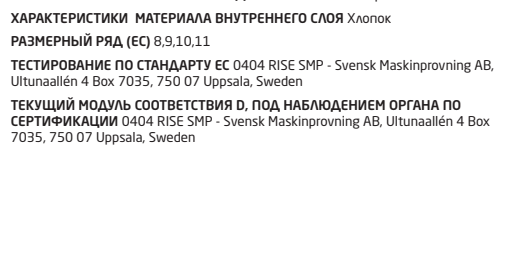 ХАРАКТЕРИСТИКИ МАТЕРИАЛА ВНУТРЕННЕГО СЛОЯ Хлопок
РАЗМЕРНЫЙ РЯД (ЕС) 8,9,10,11
ТЕСТИРОВАНИЕ ПО СТАНДАРТУ ЕС 0404 RISE SMP - Svensk Maskinprovning AB,
Ultunaallén 4 Box 7035, 750 07 Uppsala, Sweden
ТЕКУЩИЙ МОДУЛЬ СООТВЕТСТВИЯ D, ПОД НАБЛЮДЕНИЕМ ОРГАНА ПО
СЕРТИФИКАЦИИ 0404 RISE SMP - Svensk Maskinprovning AB, Ultunaallén 4 Box
7035, 750 07 Uppsala, Sweden